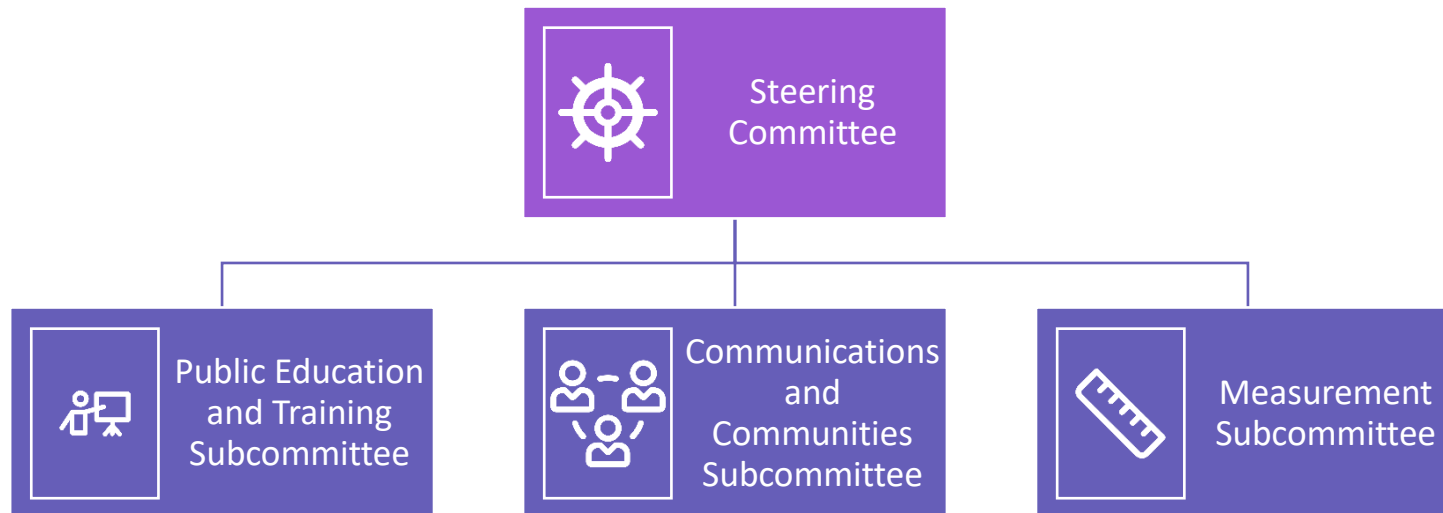 Steering
Committee
Public Education
and Training
Subcommittee
Communications
and
Communities
Subcommittee
Measurement
Subcommittee